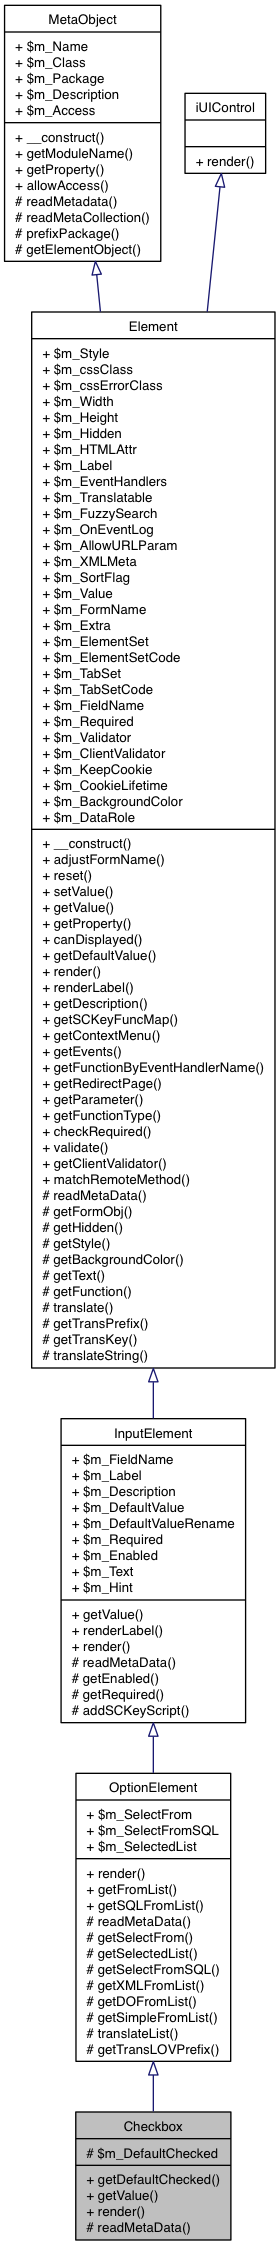 MetaObject
+ $m_Name
+ $m_Class
+ $m_Package
+ $m_Description
+ $m_Access
+ __construct()
+ getModuleName()
+ getProperty()
+ allowAccess()
# readMetadata()
# readMetaCollection()
# prefixPackage()
# getElementObject()
iUIControl
+ render()
Element
+ $m_Style
+ $m_cssClass
+ $m_cssErrorClass
+ $m_Width
+ $m_Height
+ $m_Hidden
+ $m_HTMLAttr
+ $m_Label
+ $m_EventHandlers
+ $m_Translatable
+ $m_FuzzySearch
+ $m_OnEventLog
+ $m_AllowURLParam
+ $m_XMLMeta
+ $m_SortFlag
+ $m_Value
+ $m_FormName
+ $m_Extra
+ $m_ElementSet
+ $m_ElementSetCode
+ $m_TabSet
+ $m_TabSetCode
+ $m_FieldName
+ $m_Required
+ $m_Validator
+ $m_ClientValidator
+ $m_KeepCookie
+ $m_CookieLifetime
+ $m_BackgroundColor
+ $m_DataRole
+ __construct()
+ adjustFormName()
+ reset()
+ setValue()
+ getValue()
+ getProperty()
+ canDisplayed()
+ getDefaultValue()
+ render()
+ renderLabel()
+ getDescription()
+ getSCKeyFuncMap()
+ getContextMenu()
+ getEvents()
+ getFunctionByEventHandlerName()
+ getRedirectPage()
+ getParameter()
+ getFunctionType()
+ checkRequired()
+ validate()
+ getClientValidator()
+ matchRemoteMethod()
# readMetaData()
# getFormObj()
# getHidden()
# getStyle()
# getBackgroundColor()
# getText()
# getFunction()
# translate()
# getTransPrefix()
# getTransKey()
# translateString()
InputElement
+ $m_FieldName
+ $m_Label
+ $m_Description
+ $m_DefaultValue
+ $m_DefaultValueRename
+ $m_Required
+ $m_Enabled
+ $m_Text
+ $m_Hint
+ getValue()
+ renderLabel()
+ render()
# readMetaData()
# getEnabled()
# getRequired()
# addSCKeyScript()
OptionElement
+ $m_SelectFrom
+ $m_SelectFromSQL
+ $m_SelectedList
+ render()
+ getFromList()
+ getSQLFromList()
# readMetaData()
# getSelectFrom()
# getSelectedList()
# getSelectFromSQL()
# getXMLFromList()
# getDOFromList()
# getSimpleFromList()
# translateList()
# getTransLOVPrefix()
Checkbox
# $m_DefaultChecked
+ getDefaultChecked()
+ getValue()
+ render()
# readMetaData()